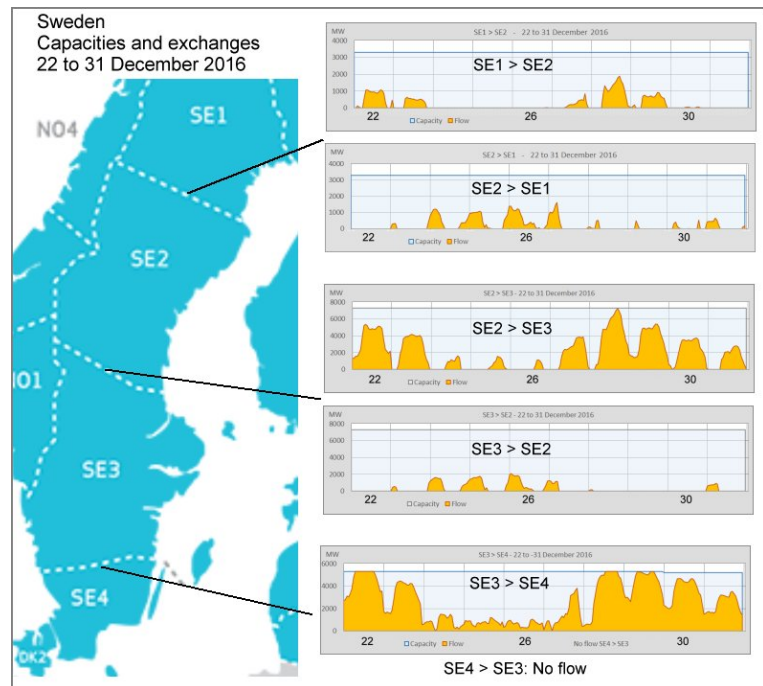 Sweden
Capacities and exchanges
22 to 31 December 2016
NO4
SE1
SE2
NO1
SE3
SE4
DK2
MW
SE1 > SE2 - 22 to 31 December 2016
4000
3000
2000
1000
0
SE1 > SE2
22 26 30
Capacity Flow
MW
SE2 > SE1 - 22 to 31 December 2016
4000
3000
2000
1000
0
SE2 > SE1
22 26 30
Capacity Flow
MW
SE2 > SE3 - 22 to 31 December 2016
8000
6000
4000
2000
0
SE2 > SE3
22 26 30
Capacity Flow
MW
SE3 > SE2 - 22 to 31 December 2016
8000
6000
4000
2000
0
SE3 > SE2
22 26 30
Capacity Flow
MW
SE3 > SE4 - 22 to -31 December 2016
6000
4000
2000
0
SE3 > SE4
22 26 30
Capacity Flow
No flow SE4 > SE3
SE4 > SE3: No flow